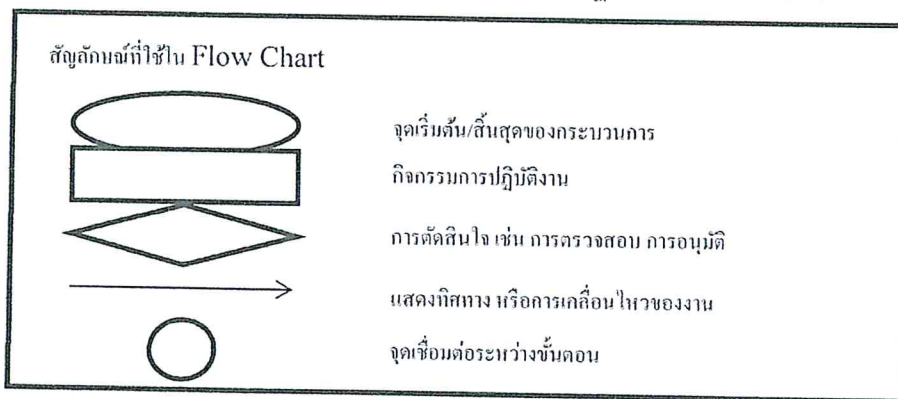 สัญลักษณ์ที่ใช้ใน Flow Chart
จุดเริ่มต้น/สิ้นสุดของกระบวนการ
กิจกรรมการปฏิบัติงาน
การตัดสินใจ เช่น การตรวจสอบ การอนุมัติ
แสดงทิศทาง หรือการเคลื่อนไหวของงาน
จุดเชื่อมต่อระหว่างขั้นตอน